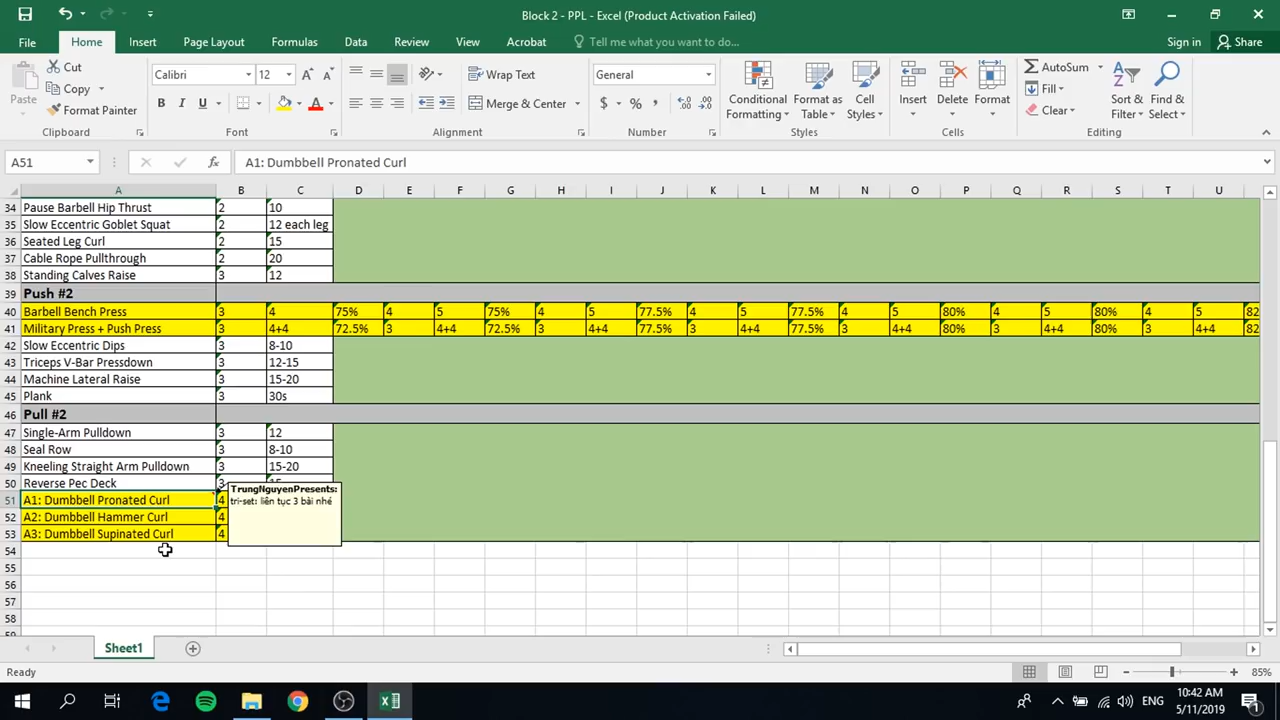 Block 2 - PPL - Excel (Product Activation Failed)
File Home Insert Page Layout Formulas Data Review View Acrobat Tell me what you want to do... Sign in Share
Paste Cut Copy Format Painter Clipboard
Calibri 12 A A B I U A Font
Wrap Text Merge & Center Alignment
General $ % , Number
Conditional Formatting Format as Table Cell Styles Styles
Insert Delete Format Cells
AutoSum Fill Clear Sort & Filter Find & Select Editing
A51 fx A1: Dumbbell Pronated Curl
A B C D E F G H I J K L M N O P Q R S T U
34 Pause Barbell Hip Thrust 2 10
35 Slow Eccentric Goblet Squat 2 12 each leg
36 Seated Leg Curl 2 15
37 Cable Rope Pullthrough 2 20
38 Standing Calves Raise 3 12
39 Push #2
40 Barbell Bench Press 3 4 75% 4 5 75% 4 5 77.5% 4 5 77.5% 4 5 80% 4 5 80% 4 5 82
41 Military Press + Push Press 3 4+4 72.5% 3 4+4 72.5% 3 4+4 77.5% 3 4+4 77.5% 3 4+4 80% 3 4+4 80% 3 4+4 82
42 Slow Eccentric Dips 3 8-10
43 Triceps V-Bar Pressdown 3 12-15
44 Machine Lateral Raise 3 15-20
45 Plank 3 30s
46 Pull #2
47 Single-Arm Pulldown 3 12
48 Seal Row 3 8-10
49 Kneeling Straight Arm Pulldown 3 15-20
50 Reverse Pec Deck 3
51 A1: Dumbbell Pronated Curl 4
52 A2: Dumbbell Hammer Curl 4
53 A3: Dumbbell Supinated Curl 4
TrungNguyenPresents:
tri-set: liên tục 3 bài nhé
54
55
56
57
58
59
Sheet1
Ready 85%
ENG 10:42 AM
5/11/2019 1